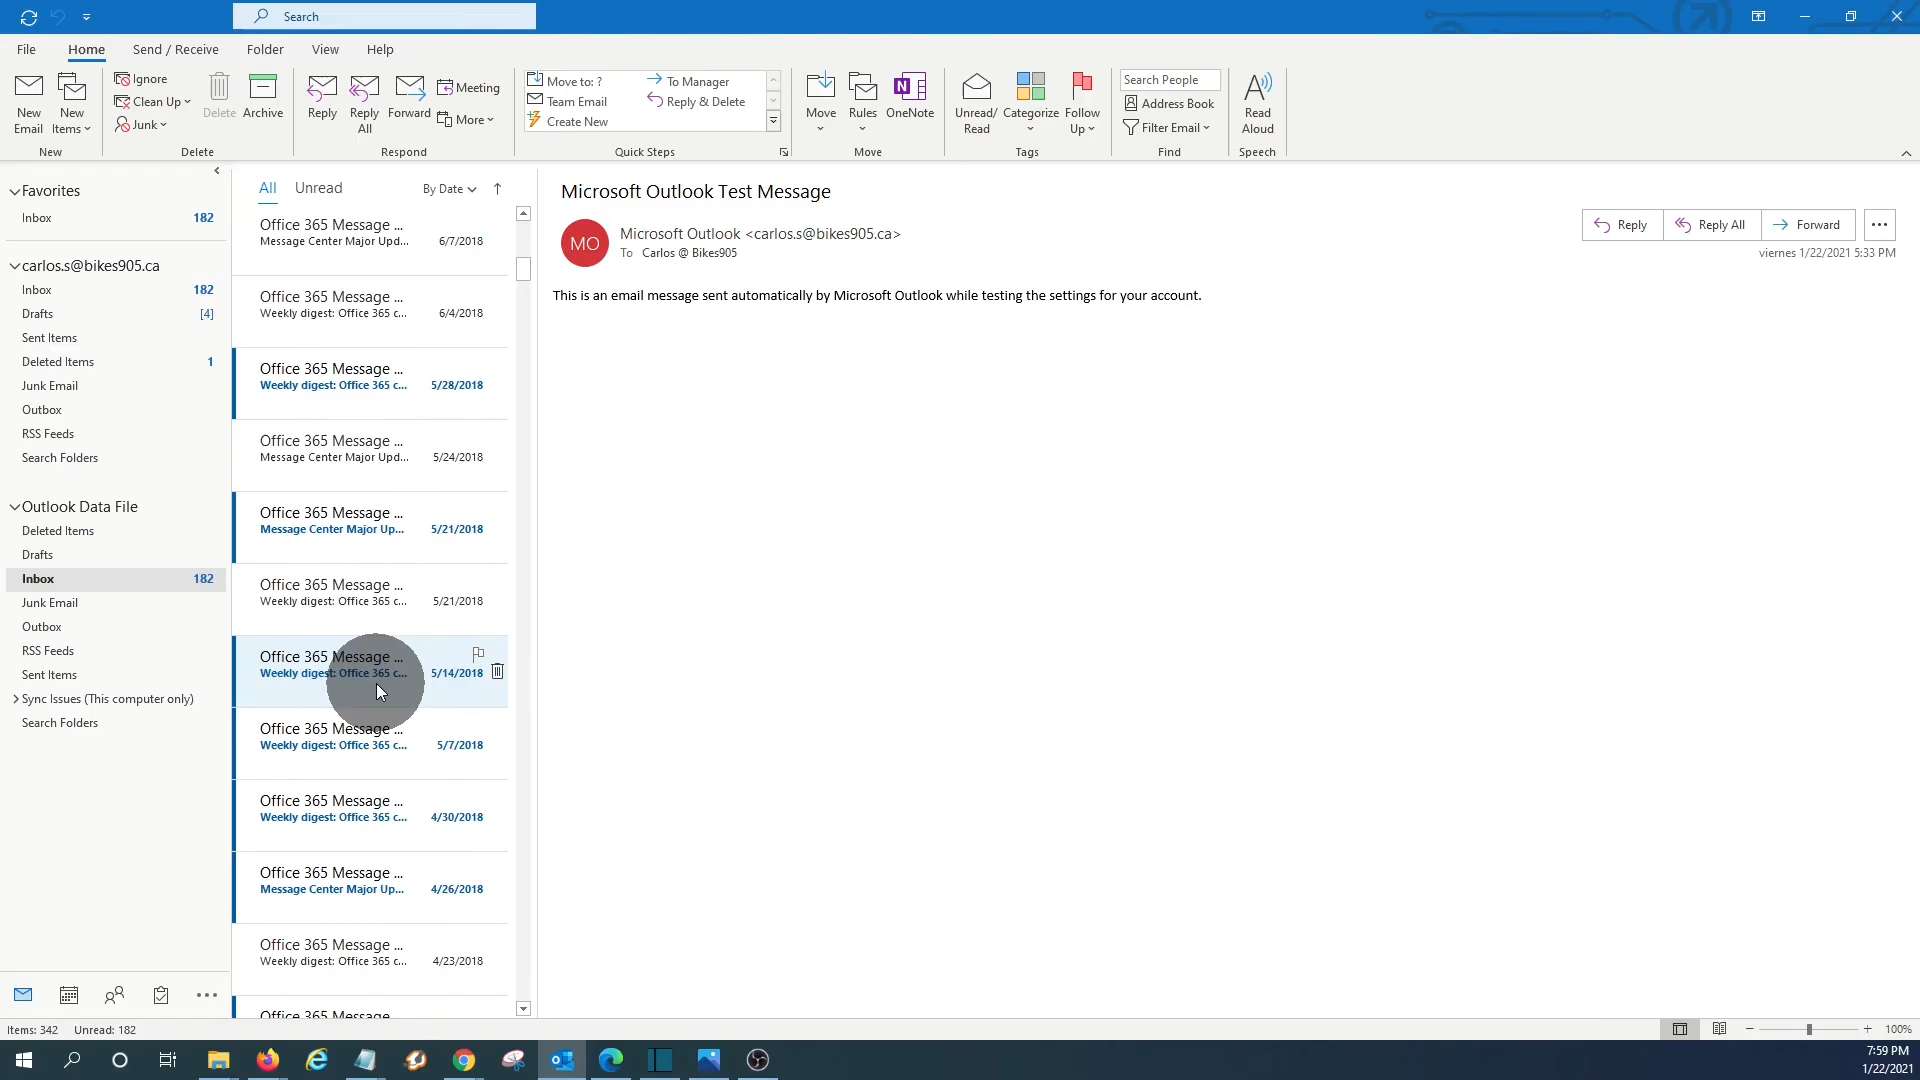 Search
File Home Send / Receive Folder View Help
New Email
New Items
New
Ignore
Clean Up
Junk
Delete
Archive
Delete
Reply
Reply All
Forward
Meeting
More
Respond
Move to: ?
Team Email
Create New
To Manager
Reply & Delete
Quick Steps
Move
Rules
OneNote
Move
Unread/ Read
Categorize
Follow Up
Tags
Search People
Address Book
Filter Email
Find
Read Aloud
Speech
Favorites
Inbox 182
carlos.s@bikes905.ca
Inbox 182
Drafts [4]
Sent Items
Deleted Items 1
Junk Email
Outbox
RSS Feeds
Search Folders
Outlook Data File
Deleted Items
Drafts
Inbox 182
Junk Email
Outbox
RSS Feeds
Sent Items
Sync Issues (This computer only)
Search Folders
All Unread By Date
Office 365 Message ...
Message Center Major Upd... 6/7/2018
Office 365 Message ...
Weekly digest: Office 365 c... 6/4/2018
Office 365 Message ...
Weekly digest: Office 365 c... 5/28/2018
Office 365 Message ...
Message Center Major Upd... 5/24/2018
Office 365 Message ...
Message Center Major Up... 5/21/2018
Office 365 Message ...
Weekly digest: Office 365 c... 5/21/2018
Office 365 Message ...
Weekly digest: Office 365 c... 5/14/2018
Office 365 Message ...
Weekly digest: Office 365 c... 5/7/2018
Office 365 Message ...
Weekly digest: Office 365 c... 4/30/2018
Office 365 Message ...
Message Center Major Up... 4/26/2018
Office 365 Message ...
Weekly digest: Office 365 c... 4/23/2018
Office 365 Message
Microsoft Outlook Test Message
MO
Microsoft Outlook <carlos.s@bikes905.ca>
To Carlos @ Bikes905
Reply Reply All Forward
viernes 1/22/2021 5:33 PM
This is an email message sent automatically by Microsoft Outlook while testing the settings for your account.
Items: 342 Unread: 182
100%
7:59 PM
1/22/2021